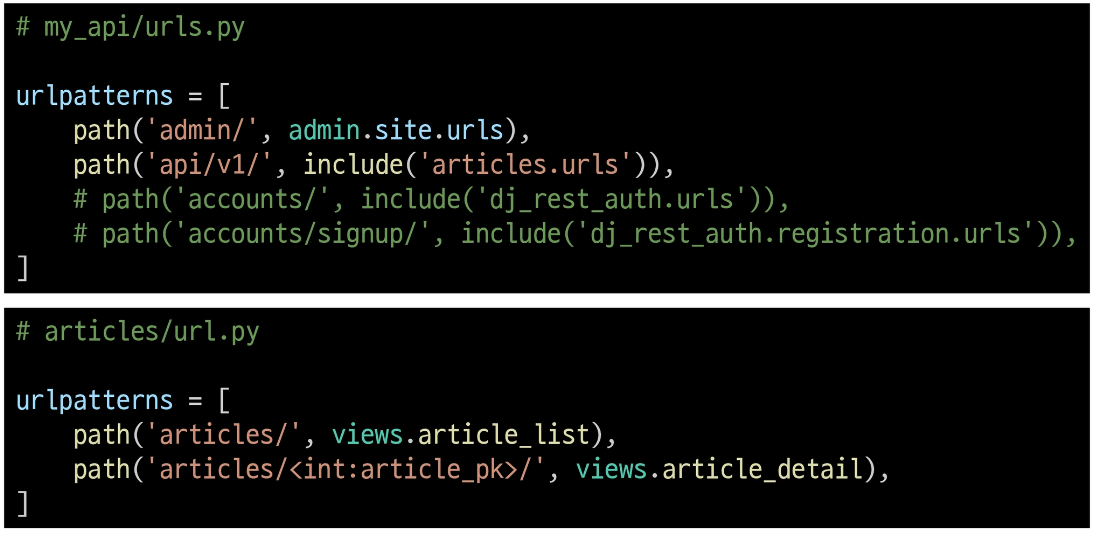 # my_api/urls.py
urlpatterns = [
    path('admin/', admin.site.urls),
    path('api/v1/', include('articles.urls')),
    # path('accounts/', include('dj_rest_auth.urls')),
    # path('accounts/signup/', include('dj_rest_auth.registration.urls')),
]
# articles/url.py
urlpatterns = [
    path('articles/', views.article_list),
    path('articles/<int:article_pk>/', views.article_detail),
]